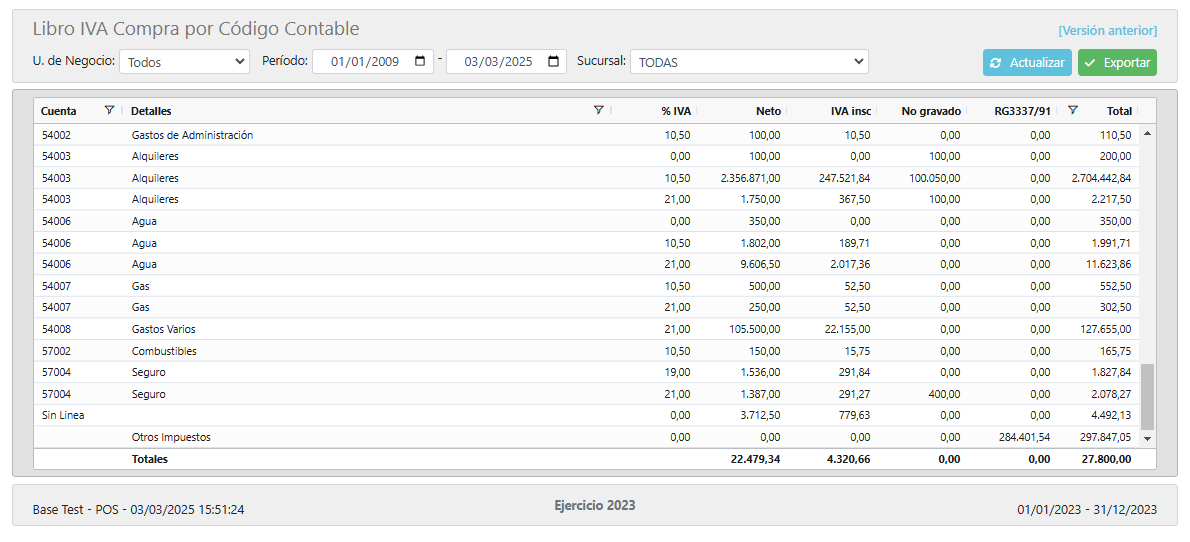 Libro IVA Compra por Código Contable
[Versión anterior]
U. de Negocio: Todos Período: 01/01/2009 - 03/03/2025 Sucursal: TODAS Actualizar Exportar
Cuenta Detalles % IVA Neto IVA insc No gravado RG3337/91 Total
54002 Gastos de Administración 10,50 100,00 10,50 0,00 0,00 110,50
54003 Alquileres 0,00 100,00 0,00 100,00 0,00 200,00
54003 Alquileres 10,50 2.356.871,00 247.521,84 100.050,00 0,00 2.704.442,84
54003 Alquileres 21,00 1.750,00 367,50 100,00 0,00 2.217,50
54006 Agua 0,00 350,00 0,00 0,00 0,00 350,00
54006 Agua 10,50 1.802,00 189,71 0,00 0,00 1.991,71
54006 Agua 21,00 9.606,50 2.017,36 0,00 0,00 11.623,86
54007 Gas 10,50 500,00 52,50 0,00 0,00 552,50
54007 Gas 21,00 250,00 52,50 0,00 0,00 302,50
54008 Gastos Varios 21,00 105.500,00 22.155,00 0,00 0,00 127.655,00
57002 Combustibles 10,50 150,00 15,75 0,00 0,00 165,75
57004 Seguro 19,00 1.536,00 291,84 0,00 0,00 1.827,84
57004 Seguro 21,00 1.387,00 291,27 400,00 0,00 2.078,27
Sin Linea 0,00 3.712,50 779,63 0,00 0,00 4.492,13
Otros Impuestos 0,00 0,00 0,00 0,00 284.401,54 297.847,05
Totales 22.479,34 4.320,66 0,00 0,00 27.800,00
Base Test - POS - 03/03/2025 15:51:24 Ejercicio 2023 01/01/2023 - 31/12/2023